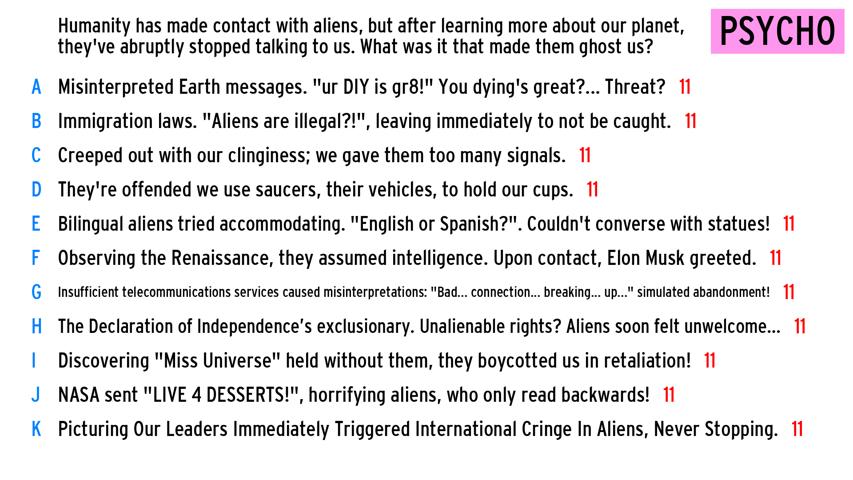 Humanity has made contact with aliens, but after learning more about our planet,
they've abruptly stopped talking to us. What was it that made them ghost us?
PSYCHO
A Misinterpreted Earth messages. "ur DIY is gr8!" You dying's great?... Threat? 11
B Immigration laws. "Aliens are illegal?!", leaving immediately to not be caught. 11
C Creeped out with our clinginess; we gave them too many signals. 11
D They're offended we use saucers, their vehicles, to hold our cups. 11
E Bilingual aliens tried accommodating. "English or Spanish?". Couldn't converse with statues! 11
F Observing the Renaissance, they assumed intelligence. Upon contact, Elon Musk greeted. 11
G Insufficient telecommunications services caused misinterpretations: "Bad... connection... breaking... up..." simulated abandonment! 11
H The Declaration of Independence’s exclusionary. Unalienable rights? Aliens soon felt unwelcome... 11
I Discovering "Miss Universe" held without them, they boycotted us in retaliation! 11
J NASA sent "LIVE 4 DESSERTS!", horrifying aliens, who only read backwards! 11
K Picturing Our Leaders Immediately Triggered International Cringe In Aliens, Never Stopping. 11